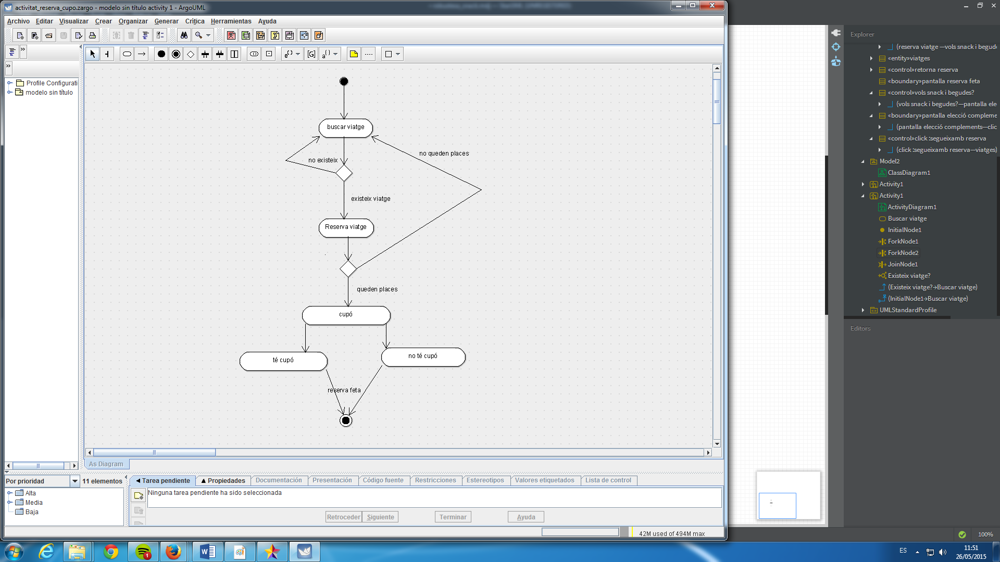 activitat_reserva_cupo.zargo - modelo sin título activity 1 - ArgoUML
Archivo Editar Visualizar Crear Organizar Generar Crítica Herramientas Ayuda
Profile Configurati
modelo sin título
buscar viatge
no existeix
no queden places
existeix viatge
Reserva viatge
queden places
cupó
té cupó
no té cupó
reserva feta
As Diagram
Por prioridad
11 elementos
Alta
Media
Baja
Tarea pendiente
Propiedades
Documentación
Presentación
Código fuente
Restricciones
Estereotipos
Valores etiquetados
Lista de control
Ninguna tarea pendiente ha sido seleccionada
Retroceder
Siguiente
Terminar
Ayuda
42M used of 494M max
Explorer
(reserva viatge—vols snack i begude
«entity»viatges
«control»retorna reserva
«boundary»pantalla reserva feta
«control»vols snack i begudes?
(vols snack i begudes?—pantalla ele
«boundary»pantalla elecció compleme
(pantalla elecció complements—clic
«control»click :segueixamb reserva
(click :segueixamb reserva—viatges)
Model2
ClassDiagram1
Activity1
Activity1
ActivityDiagram1
Buscar viatge
InitialNode1
ForkNode1
ForkNode2
JoinNode1
Existeix viatge?
(Existeix viatge?→Buscar viatge)
(InitialNode1→Buscar viatge)
UMLStandardProfile
Editors
100%
ES
11:51
26/05/2015